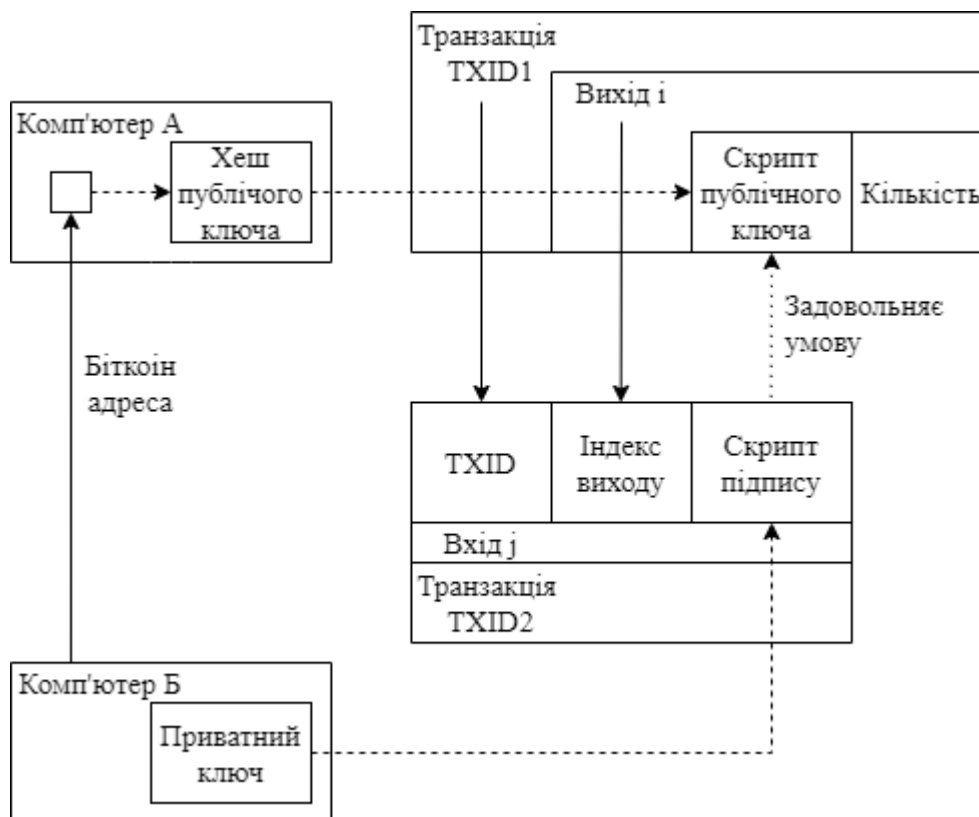 Транзакція
TXID1
Вихід i
Комп'ютер А
Хеш
публічого
ключа
Скрипт
публічного
ключа
Кількість
Біткоін
адреса
Задовольняє
умову
TXID
Індекс
виходу
Скрипт
підпису
Вхід j
Транзакція
TXID2
Комп'ютер Б
Приватний
ключ